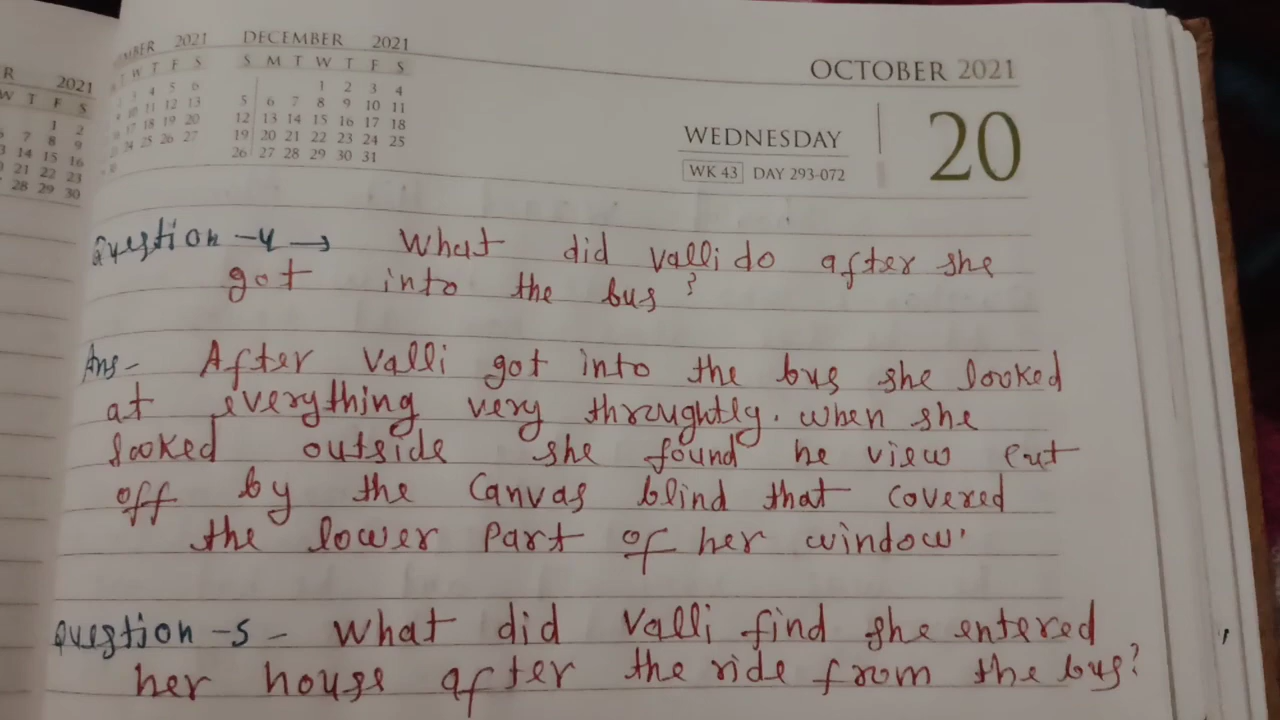 2021
DECEMBER 2021
S M T W T F S
1 2 3 4
5 6 7 8 9 10 11
12 13 14 15 16 17 18
19 20 21 22 23 24 25
26 27 28 29 30 31
OCTOBER 2021
WEDNESDAY
20
WK 43 DAY 293-072
Question -4 → What did valli do after she
got into the bus?
Ans- After Valli got into the bus she looked
at everything very throughtly. when she
looked outside she found he view cut
off by the Canvas blind that covered
the lower part of her window.
Question -5 - What did Valli find she entered
her house after the ride from the bus?